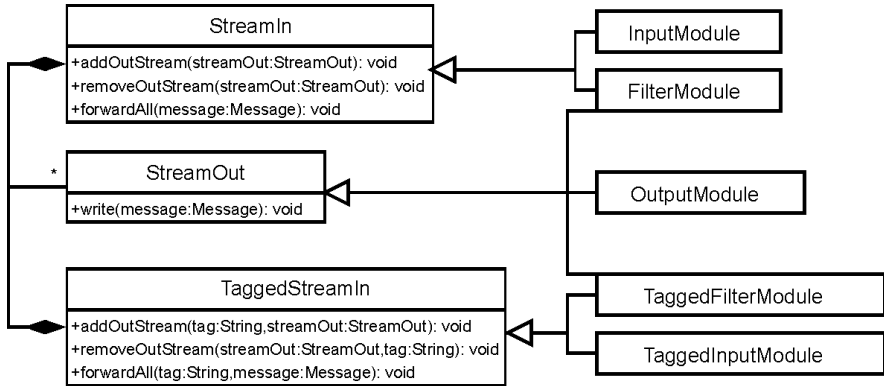 StreamIn
+addOutStream(streamOut:StreamOut): void
+removeOutStream(streamOut:StreamOut): void
+forwardAll(message:Message): void
InputModule
FilterModule
*
StreamOut
+write(message:Message): void
OutputModule
TaggedStreamIn
+addOutStream(tag:String,streamOut:StreamOut): void
+removeOutStream(streamOut:StreamOut,tag:String): void
+forwardAll(tag:String,message:Message): void
TaggedFilterModule
TaggedInputModule